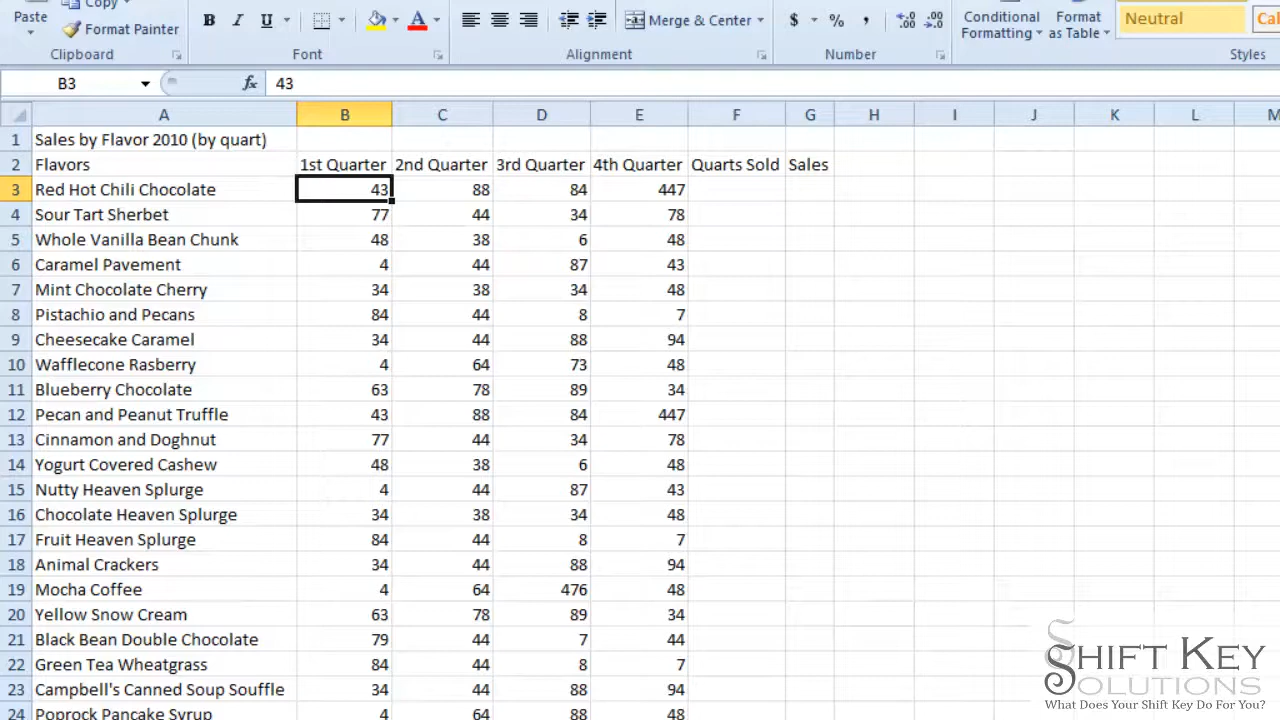 Copy
Paste
Format Painter
Clipboard
B I U A
Font
Merge & Center
Alignment
$ % ,
.00 .00
Number
Conditional Formatting
Format as Table
Neutral
Cal
Styles
B3 fx 43
A B C D E F G H I J K L M
1 Sales by Flavor 2010 (by quart)
2 Flavors 1st Quarter 2nd Quarter 3rd Quarter 4th Quarter Quarts Sold Sales
3 Red Hot Chili Chocolate 43 88 84 447
4 Sour Tart Sherbet 77 44 34 78
5 Whole Vanilla Bean Chunk 48 38 6 48
6 Caramel Pavement 4 44 87 43
7 Mint Chocolate Cherry 34 38 34 48
8 Pistachio and Pecans 84 44 8 7
9 Cheesecake Caramel 34 44 88 94
10 Wafflecone Rasberry 4 64 73 48
11 Blueberry Chocolate 63 78 89 34
12 Pecan and Peanut Truffle 43 88 84 447
13 Cinnamon and Doghnut 77 44 34 78
14 Yogurt Covered Cashew 48 38 6 48
15 Nutty Heaven Splurge 4 44 87 43
16 Chocolate Heaven Splurge 34 38 34 48
17 Fruit Heaven Splurge 84 44 8 7
18 Animal Crackers 34 44 88 94
19 Mocha Coffee 4 64 476 48
20 Yellow Snow Cream 63 78 89 34
21 Black Bean Double Chocolate 79 44 7 44
22 Green Tea Wheatgrass 84 44 8 7
23 Campbell's Canned Soup Souffle 34 44 88 94
24 Poprock Pancake Syrup 4 64 88 48
SHIFT KEY
SOLUTIONS
What Does Your Shift Key Do For You?